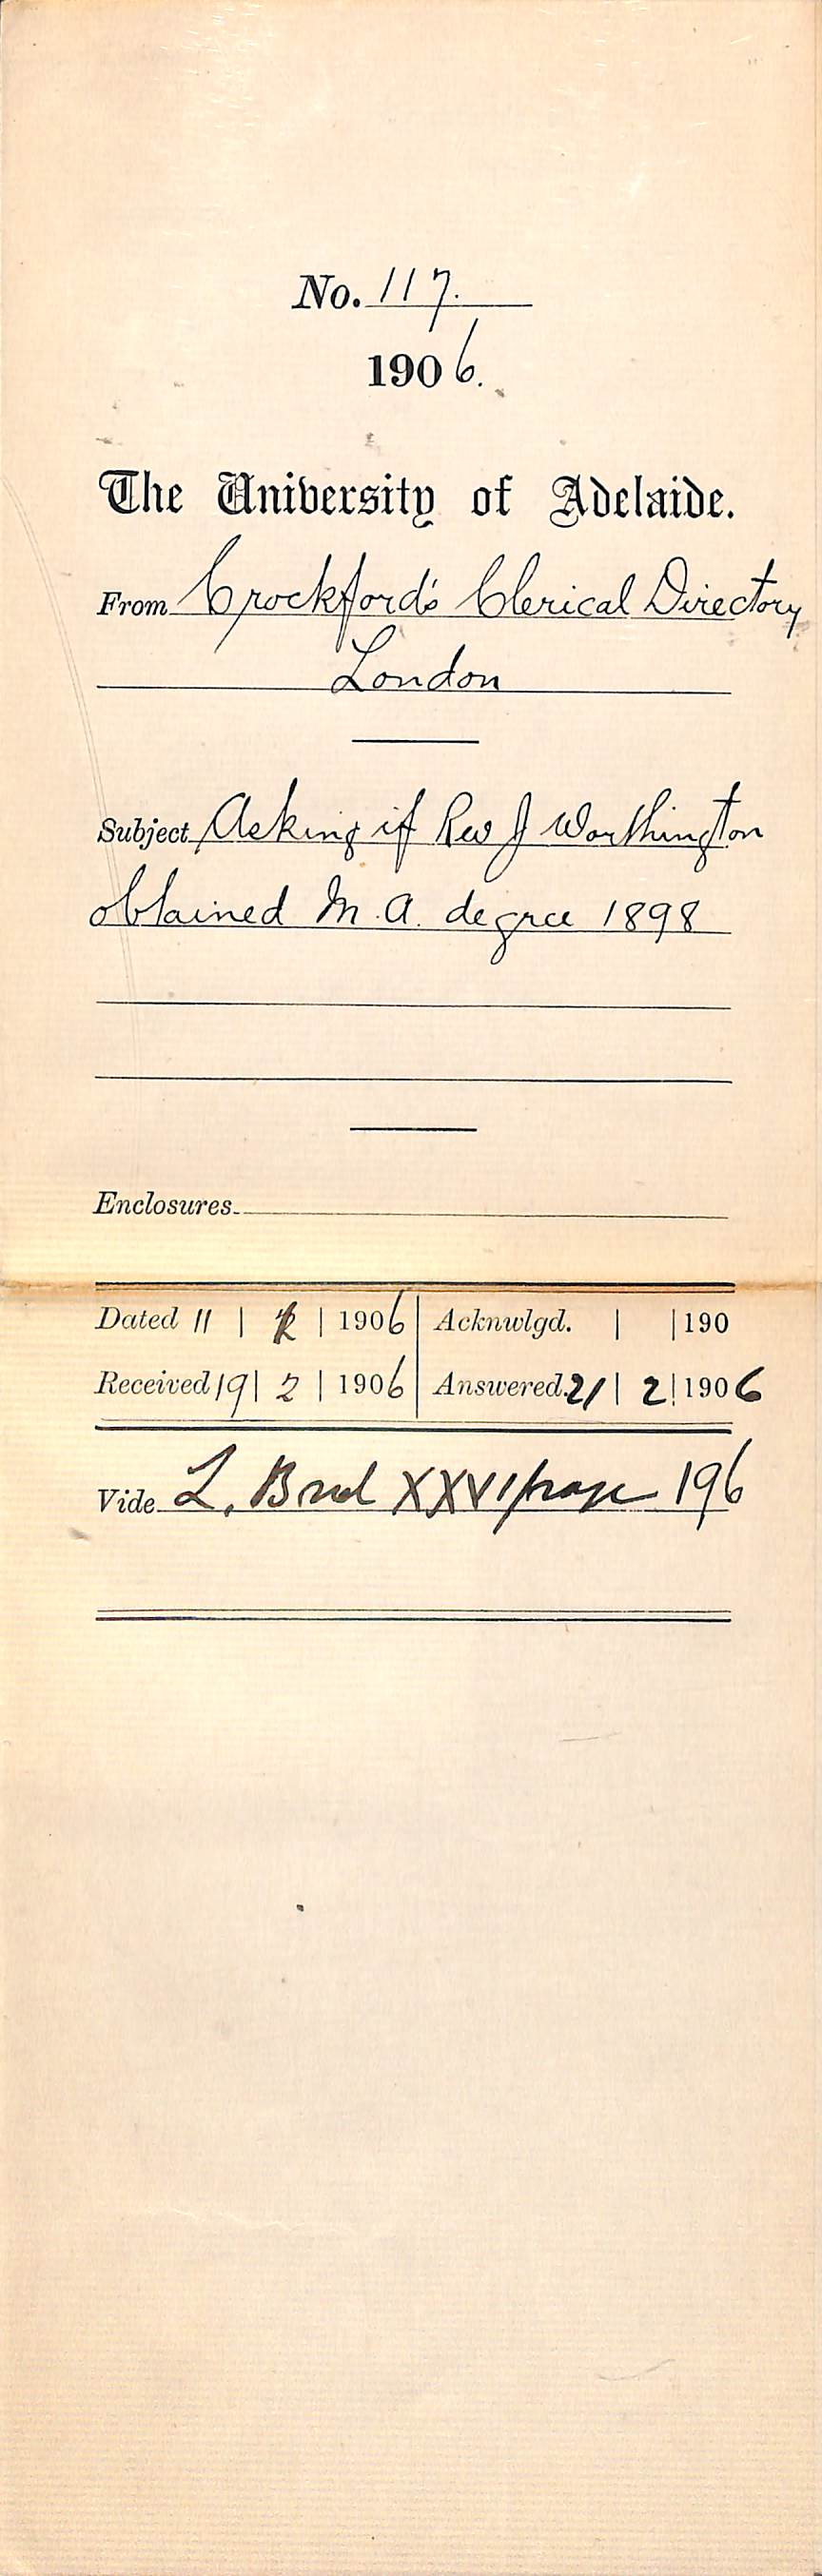 No. 117.
1906.
The University of Adelaide.
From Crockford's Clerical Directory
London
Subject Asking if Rev J Worthington
obtained M.A. degree 1898
Enclosures
Dated 11 | | 1906 | Acknwlgd. | | 190
Received 19 | 2 | 1906 | Answered 21 | 2 | 1906
Vide L. XXVI page 196